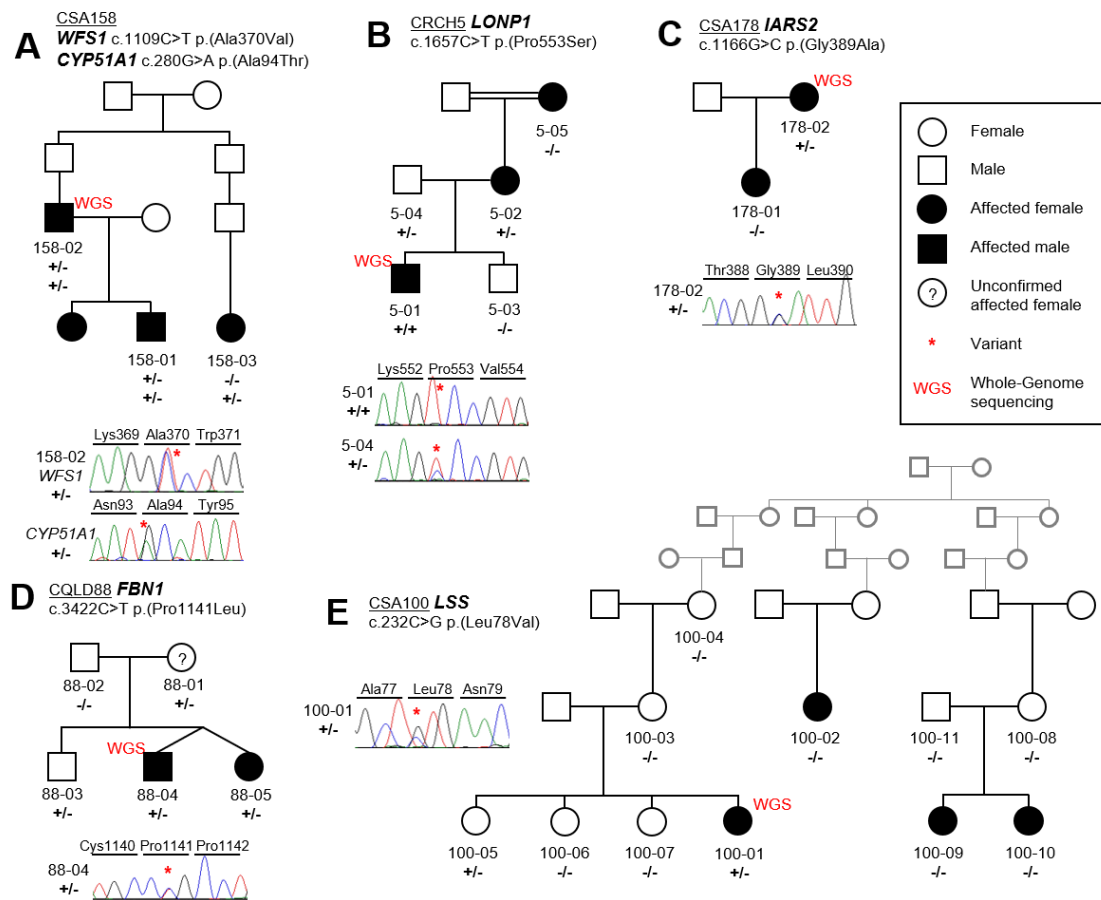 A
CSA158
WFS1 c.1109C>T p.(Ala370Val)
CYP51A1 c.280G>A p.(Ala94Thr)
WGS
158-02
+/-
+/-
158-01
+/-
+/-
158-03
-/-
+/-
Lys369 Ala370 Trp371
*
158-02
WFS1
+/-
Asn93 Ala94 Tyr95
*
CYP51A1
+/-
B
CRCH5 LONP1
c.1657C>T p.(Pro553Ser)
5-05
-/-
5-04
+/-
5-02
+/-
WGS
5-01
+/+
5-03
-/-
Lys552 Pro553 Val554
5-01
+/+
*
5-04
+/-
*
C
CSA178 IARS2
c.1166G>C p.(Gly389Ala)
WGS
178-02
+/-
178-01
-/-
Thr388 Gly389 Leu390
178-02
+/-
*
Female
Male
Affected female
Affected male
?
Unconfirmed
affected female
*
Variant
WGS
Whole-Genome
sequencing
D
CQLD88 FBN1
c.3422C>T p.(Pro1141Leu)
?
88-02
-/-
88-01
+/-
WGS
88-03
+/-
88-04
+/-
88-05
+/-
Cys1140 Pro1141 Pro1142
88-04
+/-
*
E
CSA100 LSS
c.232C>G p.(Leu78Val)
Ala77 Leu78 Asn79
100-01
+/-
*
100-04
-/-
100-03
-/-
100-02
-/-
100-11
-/-
100-08
-/-
WGS
100-05
+/-
100-06
-/-
100-07
-/-
100-01
+/-
100-09
-/-
100-10
-/-